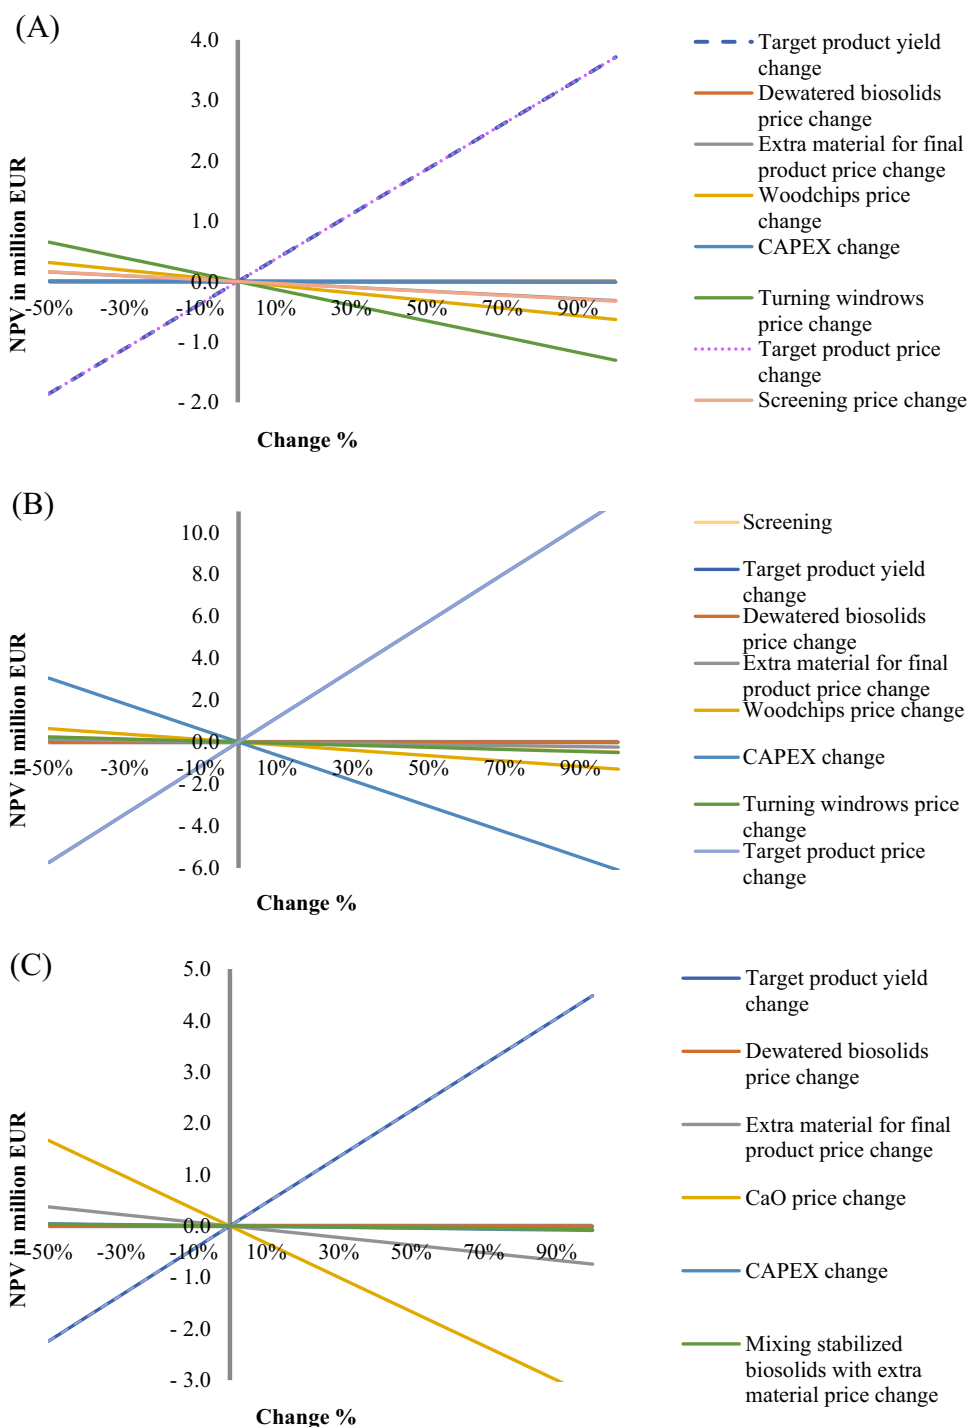 (A)
4.0
3.0
2.0
1.0
0.0
- 1.0
- 2.0
-50%
-30%
-10%
10%
30%
50%
70%
90%
NPV in million EUR
Change %
Target product yield
change
Dewatered biosolids
price change
Extra material for final
product price change
Woodchips price
change
CAPEX change
Turning windrows
price change
Target product price
change
Screening price change
(B)
10.0
8.0
6.0
4.0
2.0
0.0
- 2.0
- 4.0
- 6.0
-50%
-30%
-10%
10%
30%
50%
70%
90%
NPV in million EUR
Change %
Screening
Target product yield
change
Dewatered biosolids
price change
Extra material for final
product price change
Woodchips price change
CAPEX change
Turning windrows price
change
Target product price
change
(C)
5.0
4.0
3.0
2.0
1.0
0.0
- 1.0
- 2.0
- 3.0
-50%
-30%
-10%
10%
30%
50%
70%
90%
NPV in million EUR
Change %
Target product yield
change
Dewatered biosolids
price change
Extra material for final
product price change
CaO price change
CAPEX change
Mixing stabilized
biosolids with extra
material price change